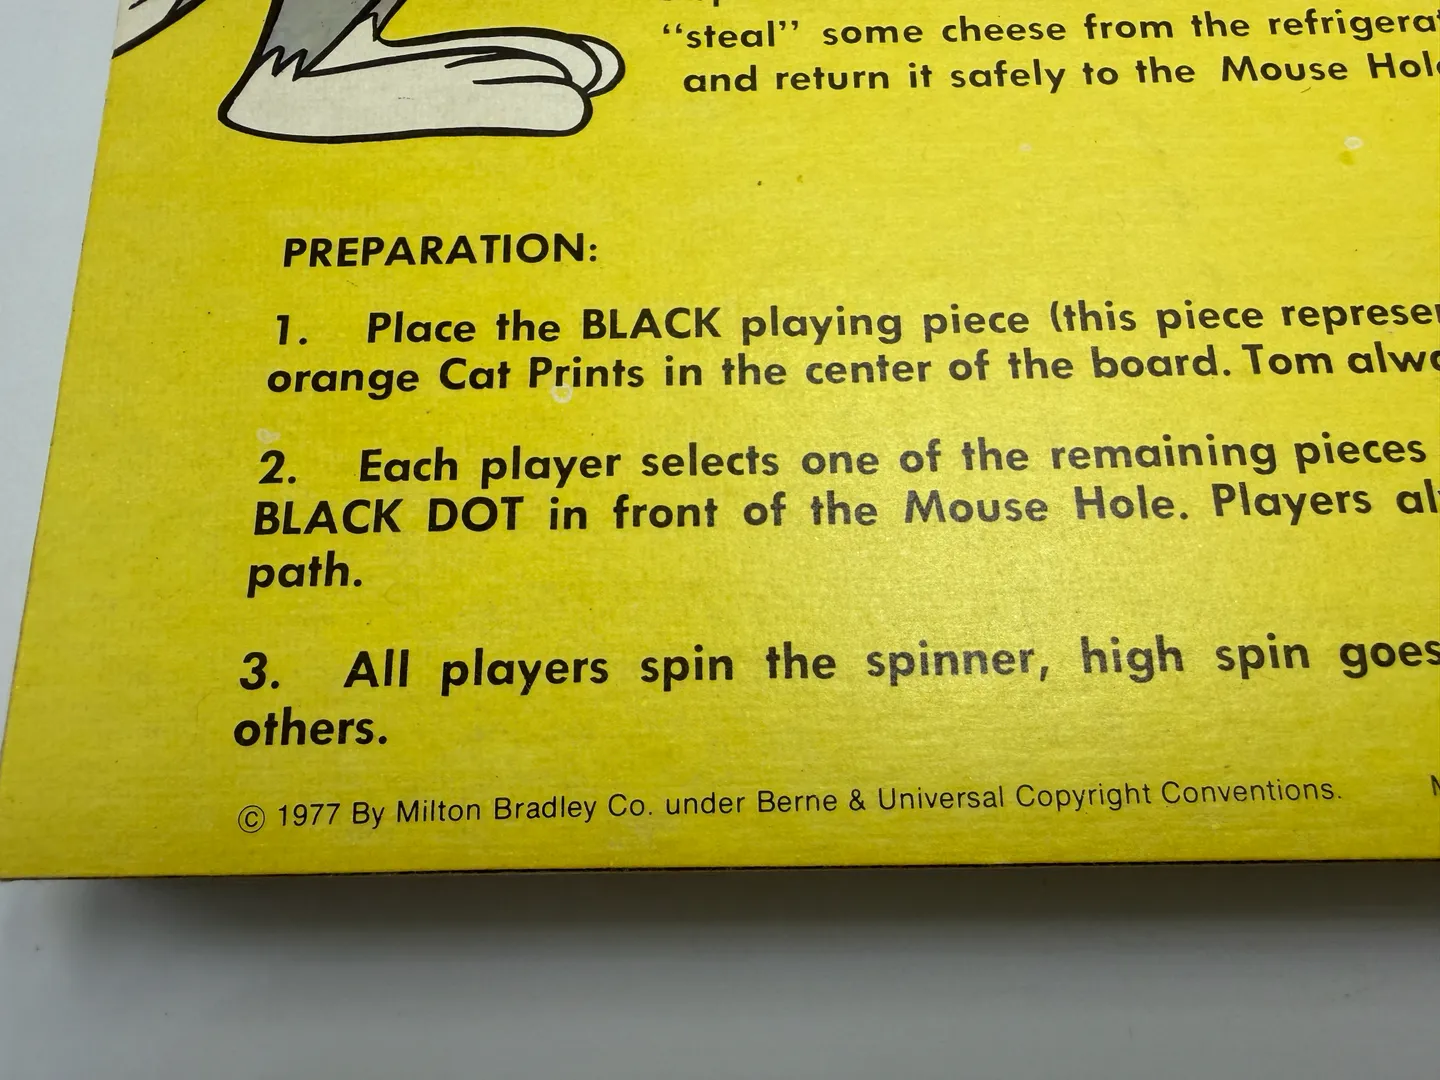 “steal” some cheese from the refrigerat
and return it safely to the Mouse Hol
PREPARATION:
1. Place the BLACK playing piece (this piece represe
orange Cat Prints in the center of the board. Tom alwa
2. Each player selects one of the remaining pieces
BLACK DOT in front of the Mouse Hole. Players al
path.
3. All players spin the spinner, high spin goes
others.
© 1977 By Milton Bradley Co. under Berne & Universal Copyright Conventions.